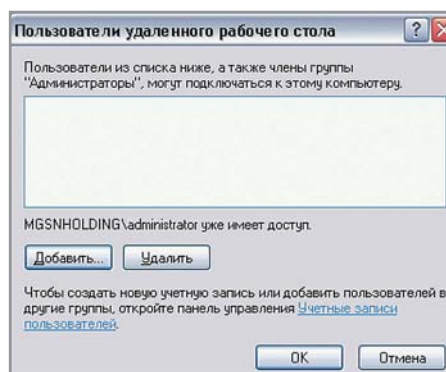 Пользователи удаленного рабочего стола
Пользователи из списка ниже, а также члены группы
"Администраторы", могут подключаться к этому компьютеру.
MGSNHOLDING\administrator уже имеет доступ.
Добавить... Удалить
Чтобы создать новую учетную запись или добавить пользователей в
другие группы, откройте панель управления Учетные записи
пользователей.
ОК Отмена